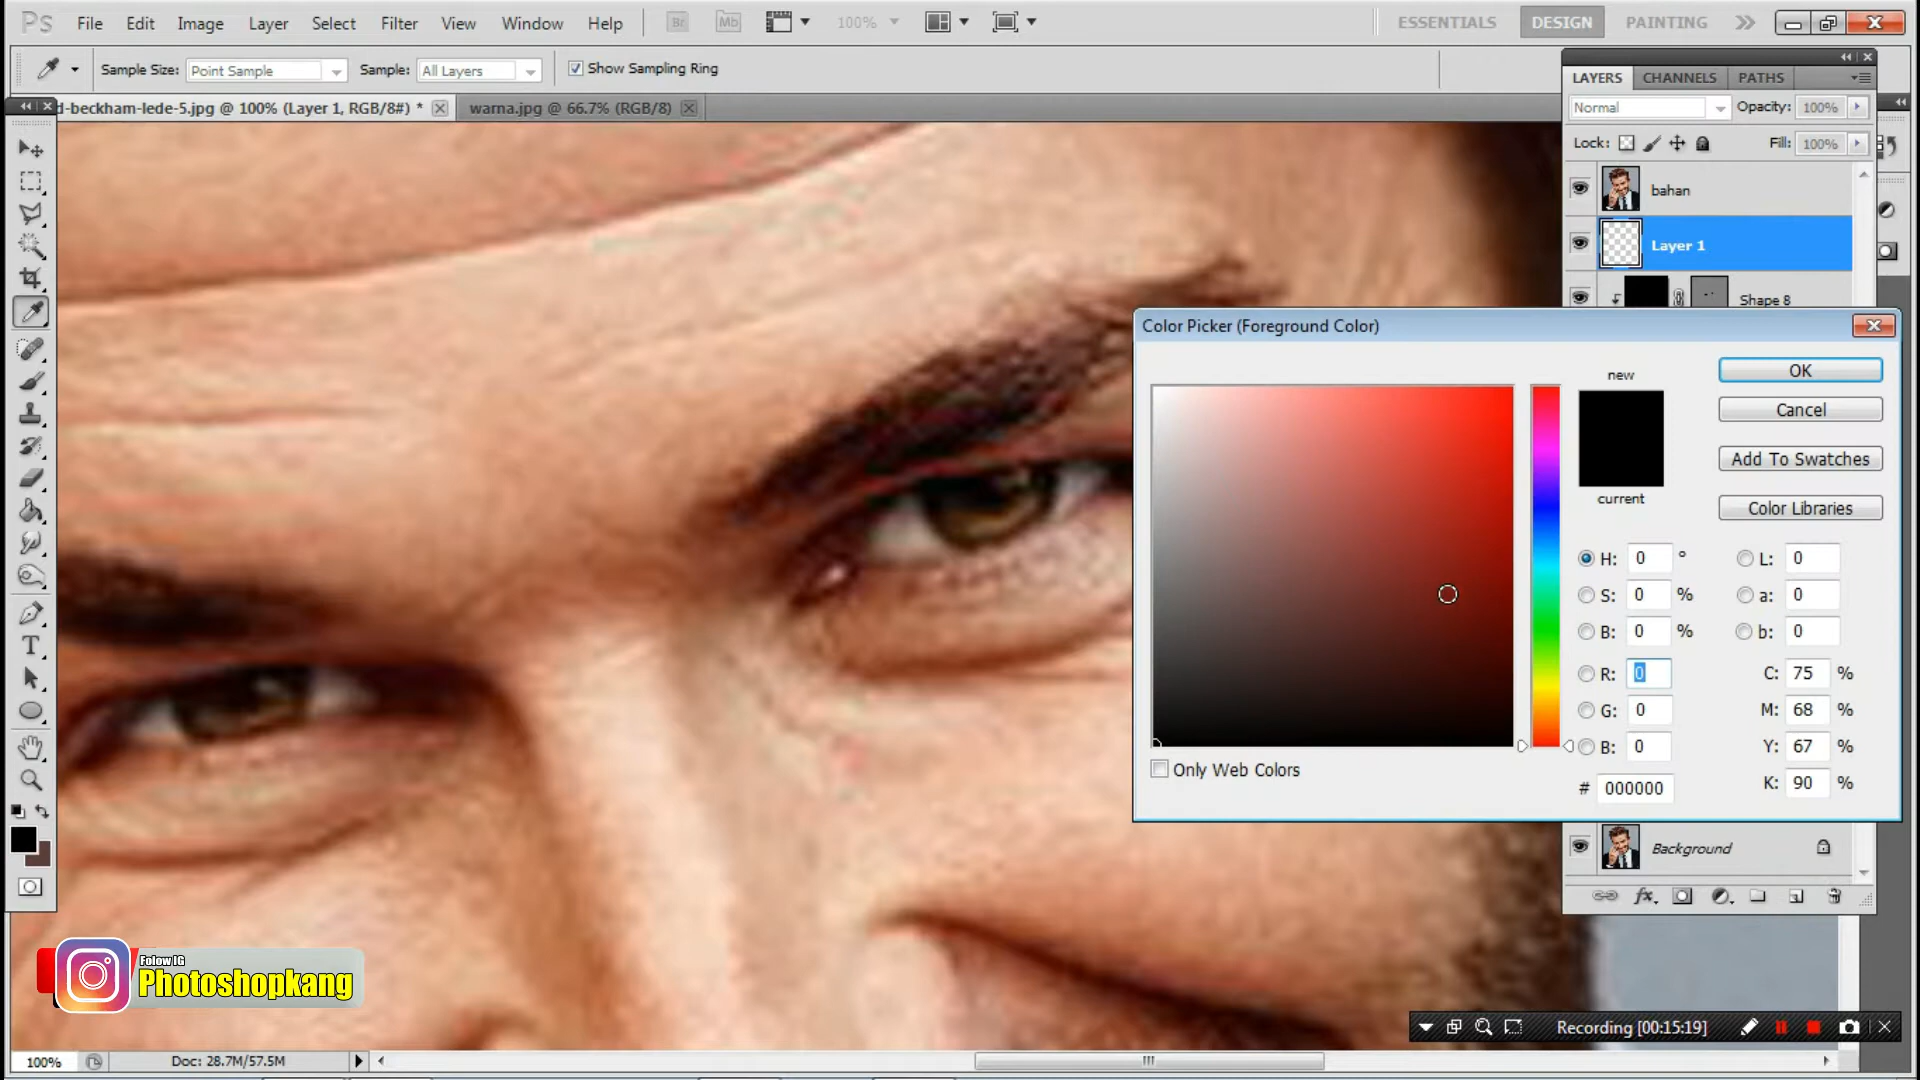 Ps File Edit Image Layer Select Filter View Window Help Br Mb 100% ESSENTIALS DESIGN PAINTING
Sample Size: Point Sample Sample: All Layers Show Sampling Ring
d-beckham-lede-5.jpg @ 100% (Layer 1, RGB/8#) * warna.jpg @ 66.7% (RGB/8)
LAYERS CHANNELS PATHS
Normal Opacity: 100%
Lock: Fill: 100%
bahan
Layer 1
Shape 8
Color Picker (Foreground Color)
new
current
OK
Cancel
Add To Swatches
Color Libraries
H: 0 ° L: 0
S: 0 % a: 0
B: 0 % b: 0
R: 0 C: 75 %
G: 0 M: 68 %
B: 0 Y: 67 %
# 000000 K: 90 %
Only Web Colors
Background
T
fx
Folow IG
Photoshopkang
Recording [00:15:19]
100% Doc: 28.7M/57.5M